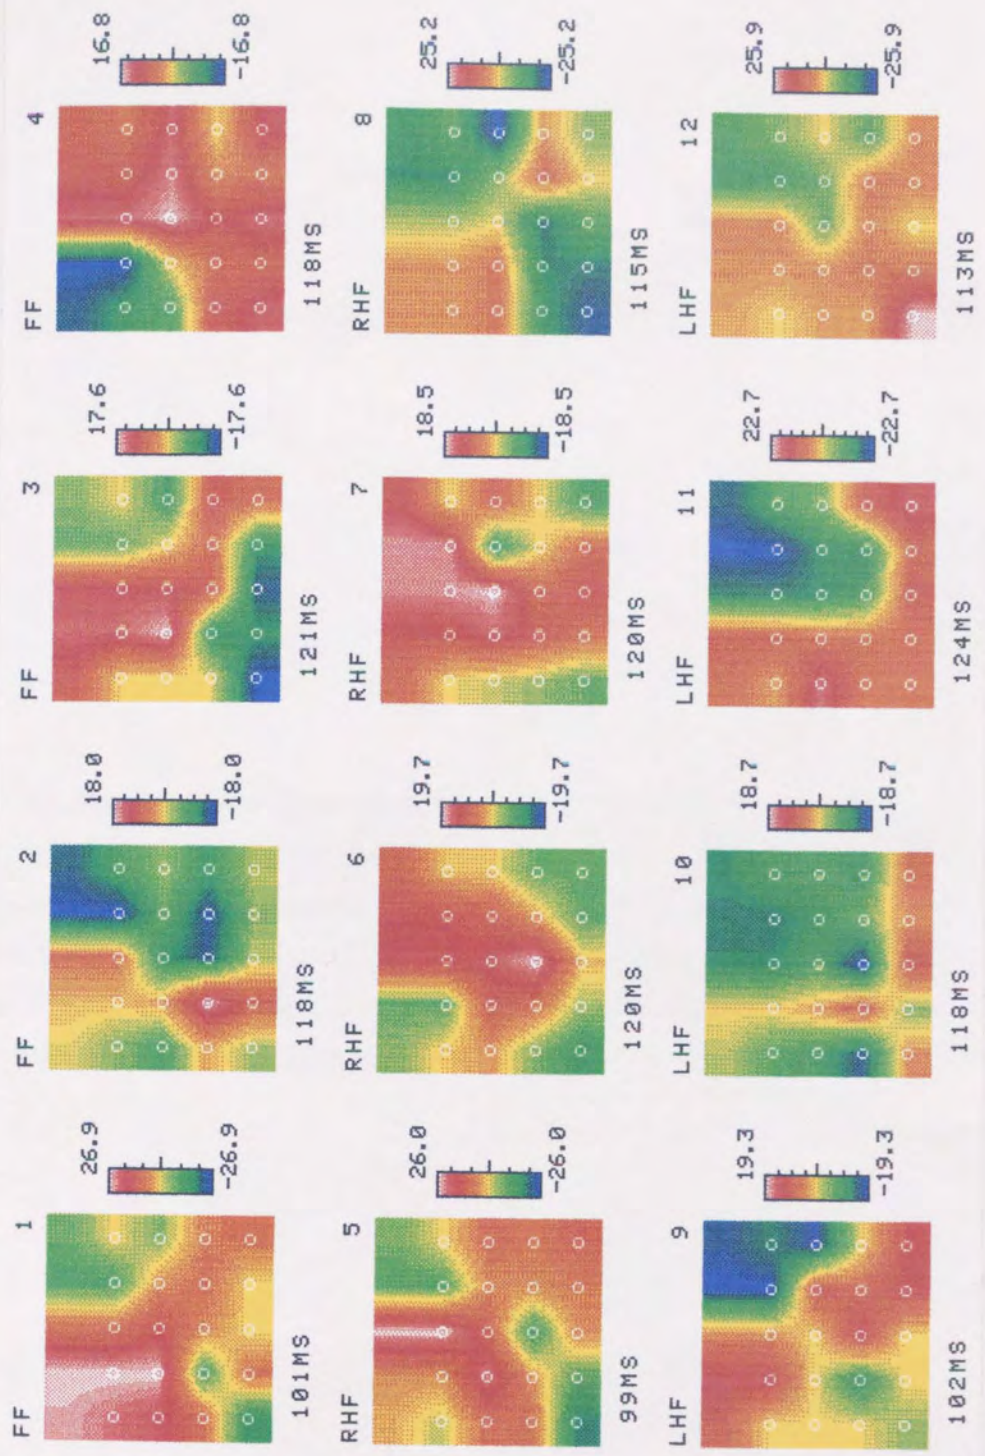 FF 1
26.9
-26.9
101MS
FF 2
18.0
-18.0
118MS
FF 3
17.6
-17.6
121MS
FF 4
16.8
-16.8
118MS
RHF 5
26.0
-26.0
99MS
RHF 6
19.7
-19.7
120MS
RHF 7
18.5
-18.5
120MS
RHF 8
25.2
-25.2
115MS
LHF 9
19.3
-19.3
102MS
LHF 10
18.7
-18.7
118MS
LHF 11
22.7
-22.7
124MS
LHF 12
25.9
-25.9
113MS